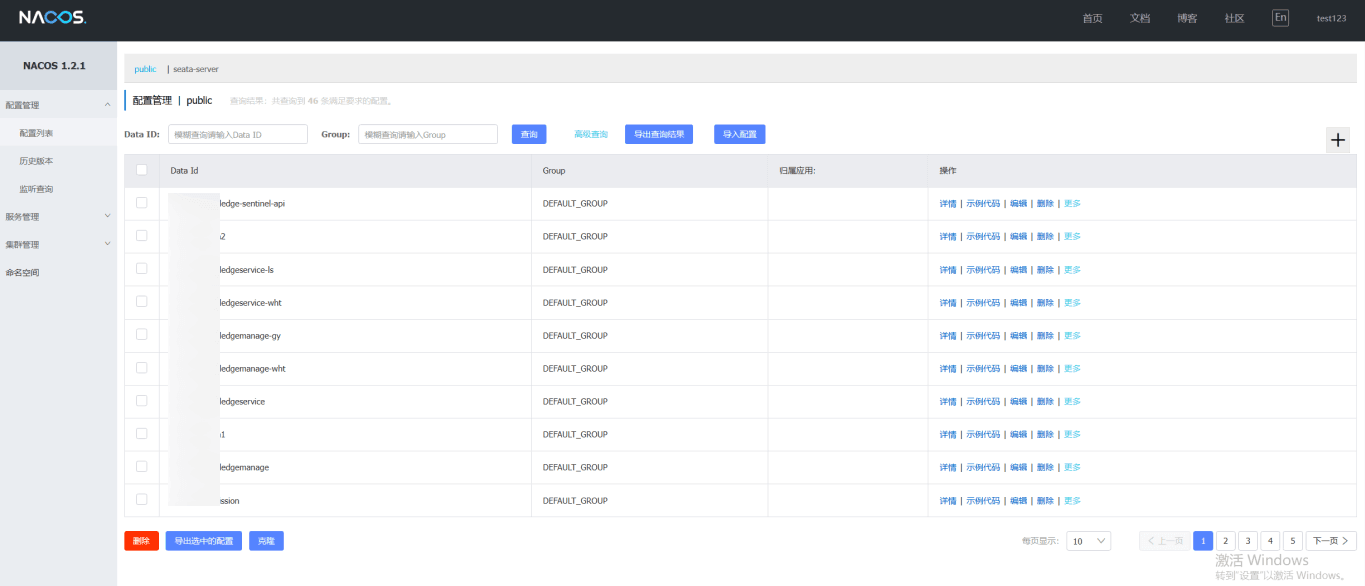 NACOS.
首页 文档 博客 社区 En test123
NACOS 1.2.1
配置管理
配置列表
历史版本
监听查询
服务管理
集群管理
命名空间
public | seata-server
配置管理 | public 查询结果：共查询到 46 条满足要求的配置。
Data ID: 模糊查询请输入Data ID Group: 模糊查询请输入Group 查询 高级查询 导出查询结果 导入配置
Data Id Group 归属应用: 操作
ledge-sentinel-api DEFAULT_GROUP 详情 | 示例代码 | 编辑 | 删除 | 更多
2 DEFAULT_GROUP 详情 | 示例代码 | 编辑 | 删除 | 更多
ledgeservice-ls DEFAULT_GROUP 详情 | 示例代码 | 编辑 | 删除 | 更多
ledgeservice-wht DEFAULT_GROUP 详情 | 示例代码 | 编辑 | 删除 | 更多
ledgemanage-gy DEFAULT_GROUP 详情 | 示例代码 | 编辑 | 删除 | 更多
ledgemanage-wht DEFAULT_GROUP 详情 | 示例代码 | 编辑 | 删除 | 更多
ledgeservice DEFAULT_GROUP 详情 | 示例代码 | 编辑 | 删除 | 更多
1 DEFAULT_GROUP 详情 | 示例代码 | 编辑 | 删除 | 更多
ledgemanage DEFAULT_GROUP 详情 | 示例代码 | 编辑 | 删除 | 更多
ission DEFAULT_GROUP 详情 | 示例代码 | 编辑 | 删除 | 更多
删除 导出选中的配置 克隆 每页显示: 10 上一页 1 2 3 4 5 下一页
激活 Windows
转到"设置"以激活 Windows。